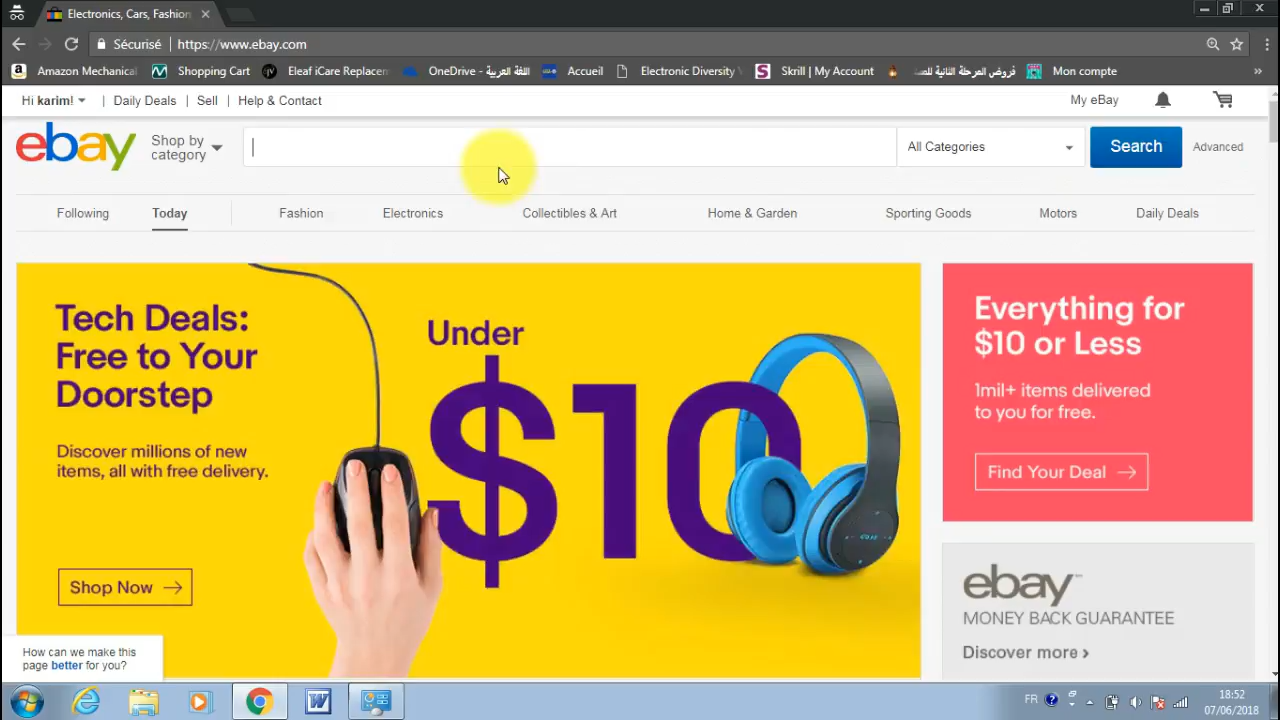 Electronics, Cars, Fashion
Sécurisé
https://www.ebay.com
Amazon Mechanical
Shopping Cart
Eleaf iCare Replacem
OneDrive - اللغة العربية
Accueil
Electronic Diversity
Skrill | My Account
فروض المرحلة الثانية للصد
Mon compte
»
Hi karim!
Daily Deals
Sell
Help & Contact
My eBay
ebay
Shop by
category
All Categories
Search
Advanced
Following
Today
Fashion
Electronics
Collectibles & Art
Home & Garden
Sporting Goods
Motors
Daily Deals
Tech Deals:
Free to Your
Doorstep
Discover millions of new
items, all with free delivery.
Shop Now
Under
$10
Everything for
$10 or Less
1mil+ items delivered
to you for free.
Find Your Deal
ebay
MONEY BACK GUARANTEE
Discover more ›
How can we make this
page better for you?
FR
18:52
07/06/2018